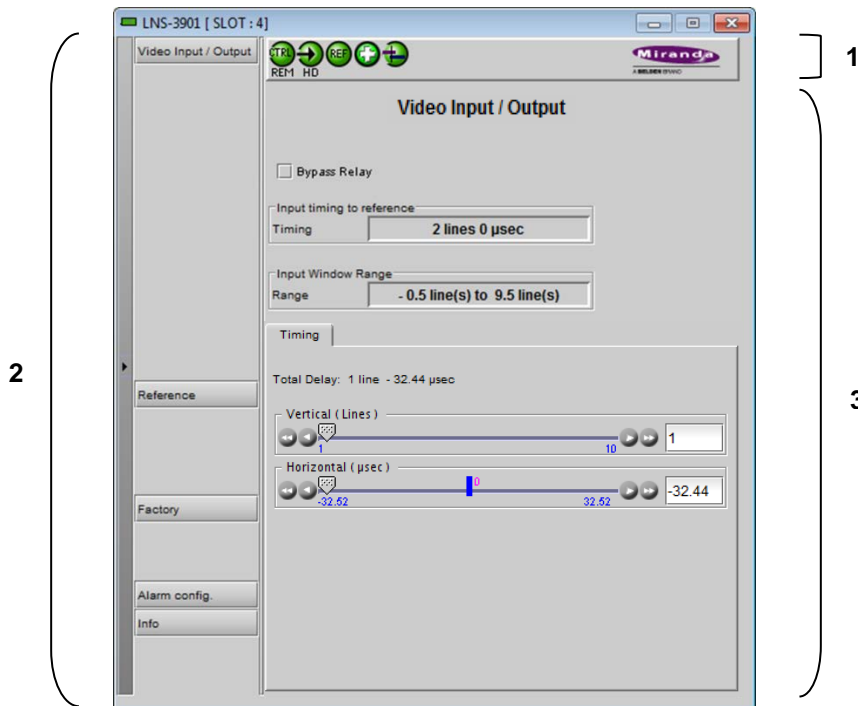 LNS-3901 [ SLOT : 4]
Video Input / Output
CTRL
REF
REM HD
Miranda
A BELDEN BRAND
1
Video Input / Output
Bypass Relay
Input timing to reference
Timing
2 lines 0 µsec
Input Window Range
Range
- 0.5 line(s) to 9.5 line(s)
Timing
2
Total Delay: 1 line - 32.44 µsec
Reference
3
Vertical ( Lines )
1
10
1
Horizontal ( µsec )
0
-32.52
32.52
-32.44
Factory
Alarm config.
Info